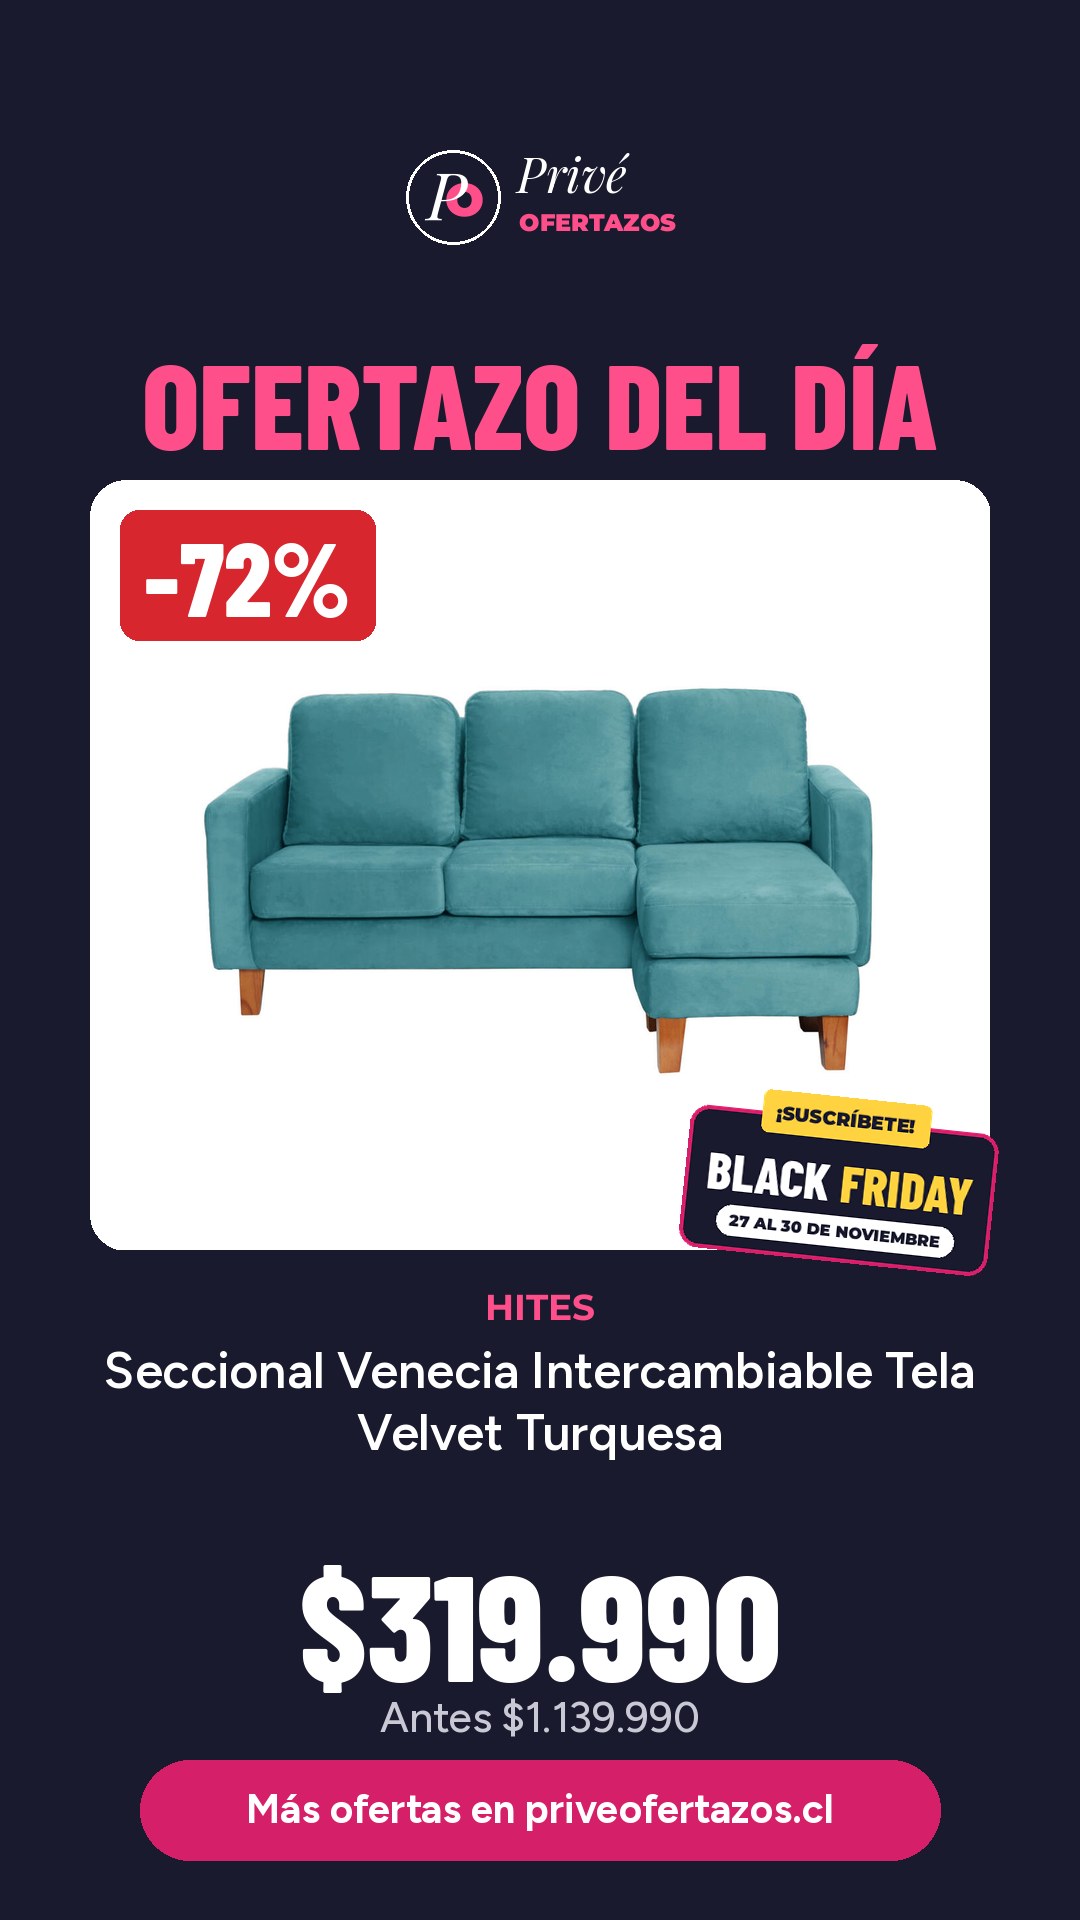 PO
Privé
OFERTAZOS
OFERTAZO DEL DÍA
-72%
¡SUSCRÍBETE!
BLACK FRIDAY
27 AL 30 DE NOVIEMBRE
HITES
Seccional Venecia Intercambiable Tela
Velvet Turquesa
$319.990
Antes $1.139.990
Más ofertas en priveofertazos.cl